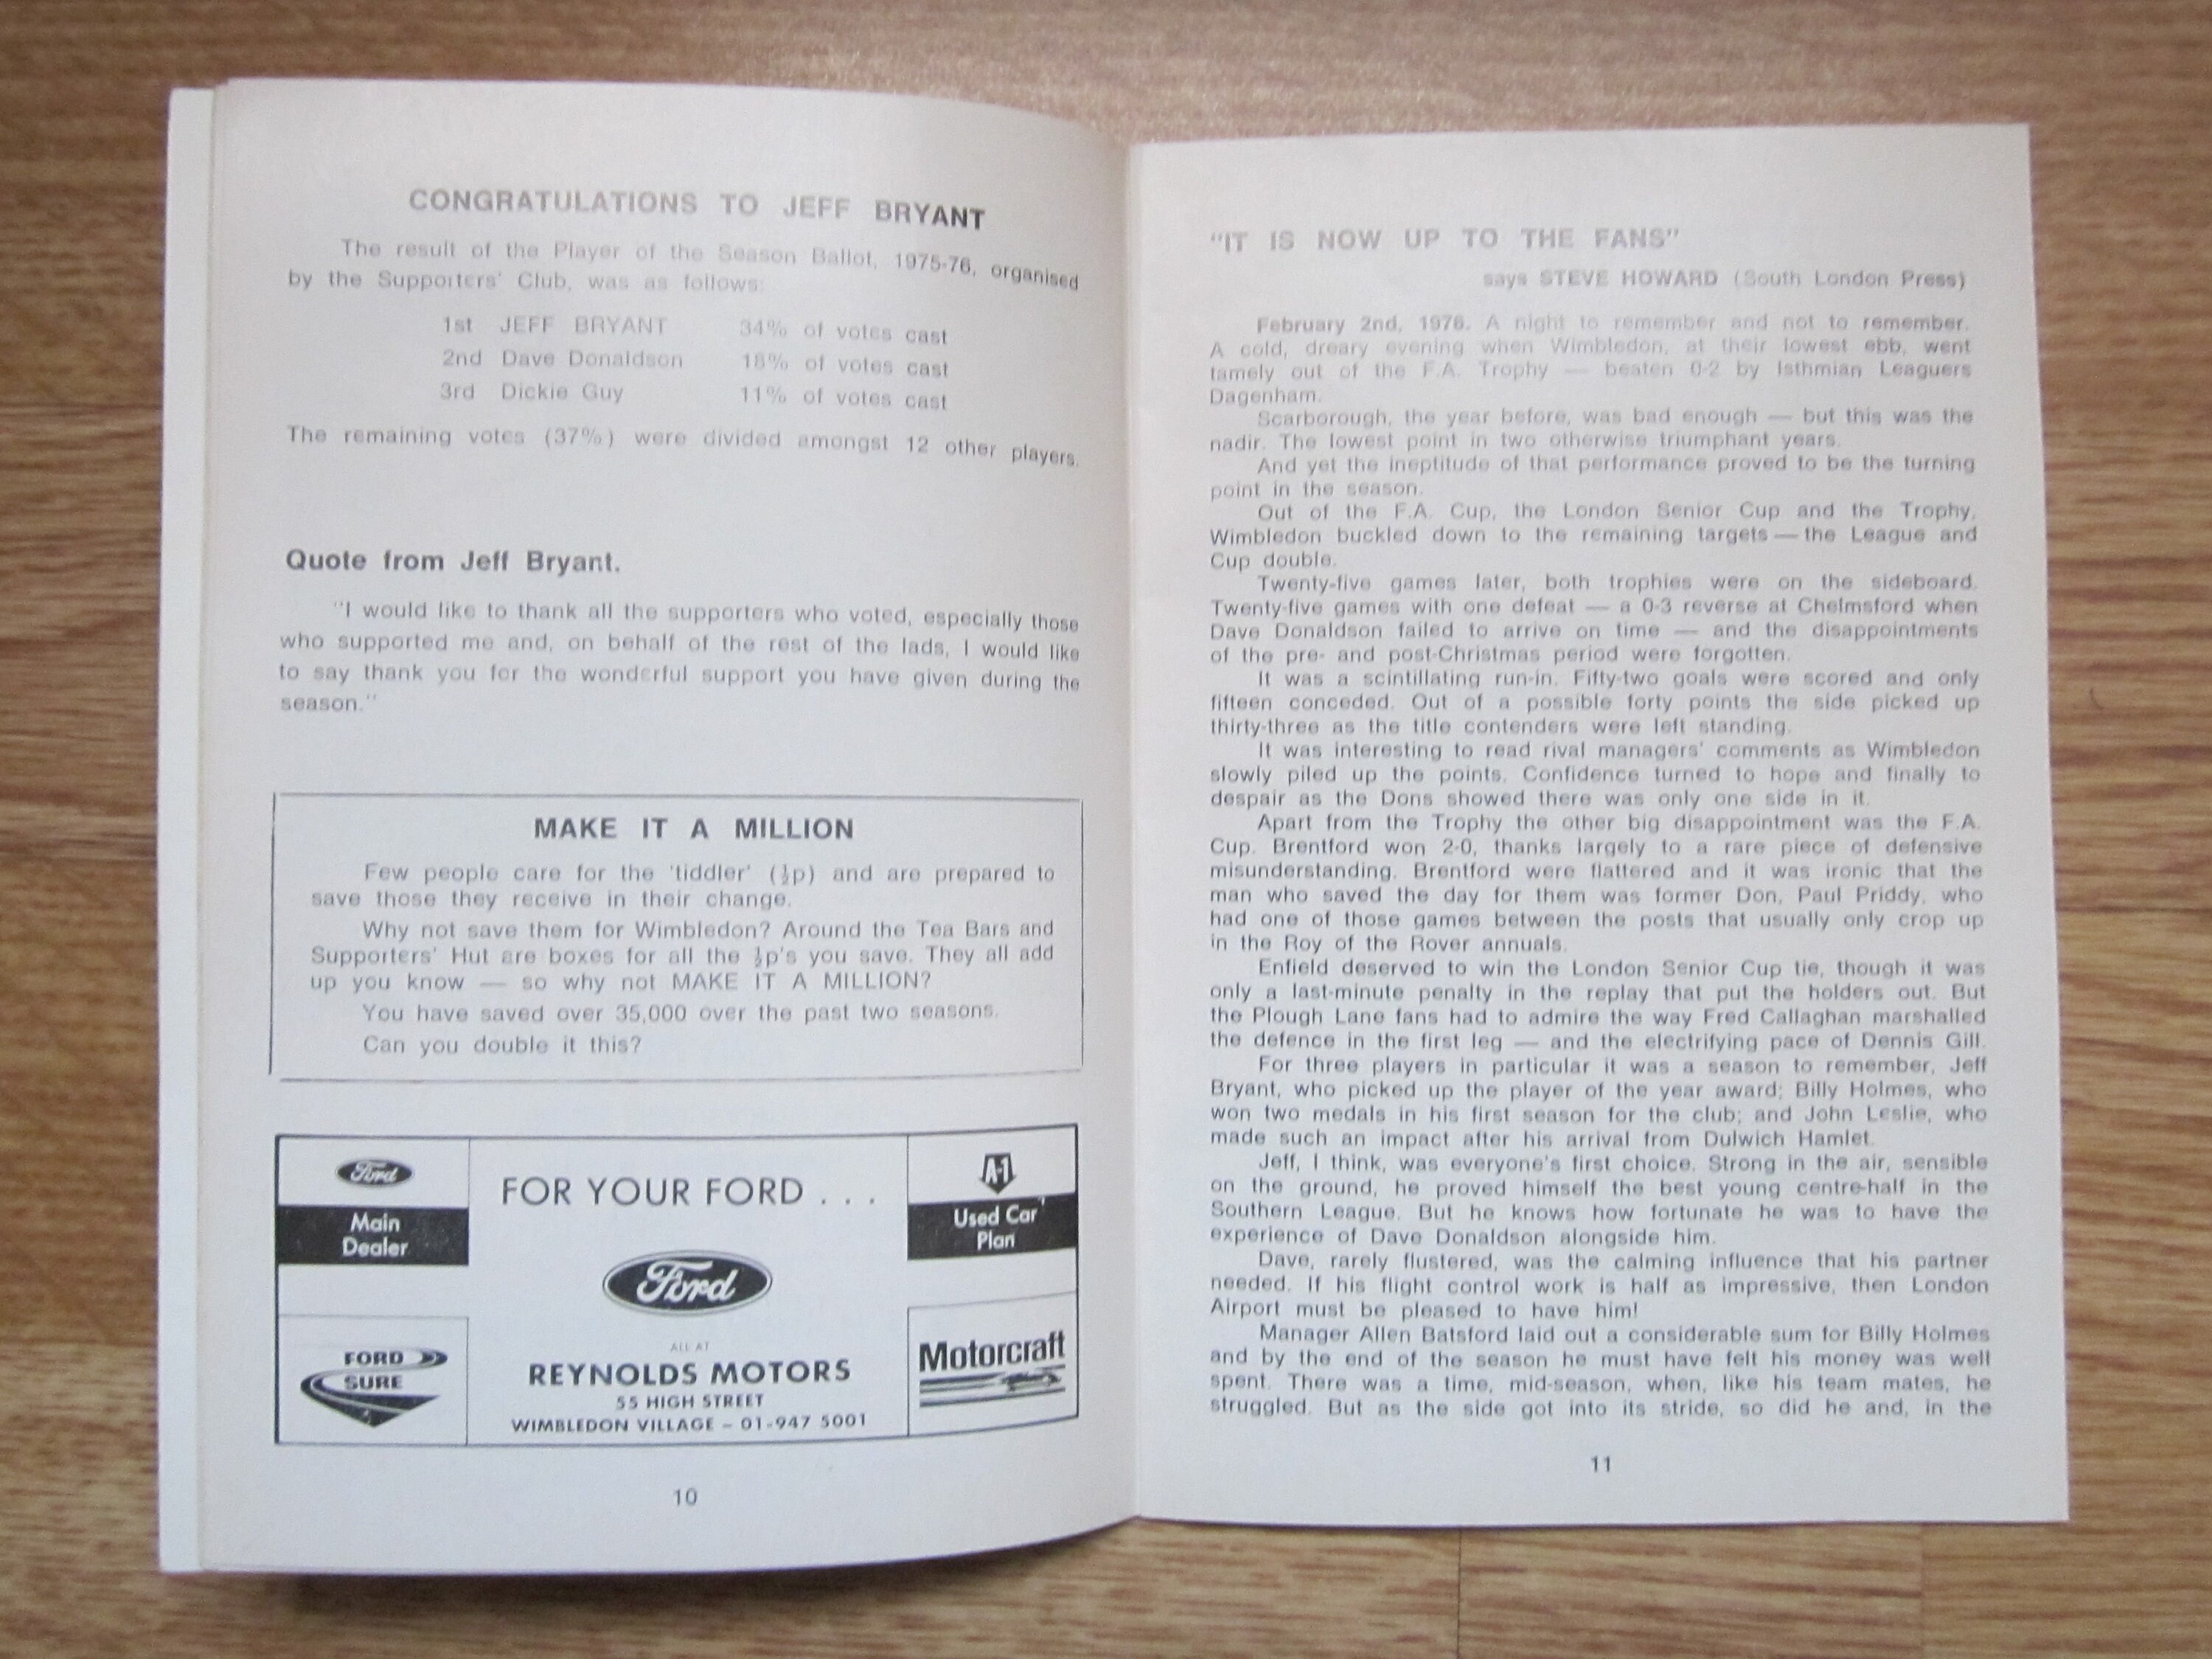 CONGRATULATIONS TO JEFF BRYANT
The result of the Player of the Season Ballot, 1975-76, organised
by the Supporters' Club, was as follows:
1st JEFF BRYANT 34% of votes cast
2nd Dave Donaldson 18% of votes cast
3rd Dickie Guy 11% of votes cast
The remaining votes (37%) were divided amongst 12 other players.
Quote from Jeff Bryant.
"I would like to thank all the supporters who voted, especially those
who supported me and, on behalf of the rest of the lads, I would like
to say thank you for the wonderful support you have given during the
season."
MAKE IT A MILLION
Few people care for the 'tiddler' (½p) and are prepared to
save those they receive in their change.
Why not save them for Wimbledon? Around the Tea Bars and
Supporters' Hut are boxes for all the ½p's you save. They all add
up you know — so why not MAKE IT A MILLION?
You have saved over 35,000 over the past two seasons.
Can you double it this?
Ford
Main
Dealer
FOR YOUR FORD . . .
A-1
Used Car
Plan
Ford
FORD
SURE
ALL AT
REYNOLDS MOTORS
55 HIGH STREET
WIMBLEDON VILLAGE – 01-947 5001
Motorcraft
10
"IT IS NOW UP TO THE FANS"
says STEVE HOWARD (South London Press)
February 2nd, 1976. A night to remember and not to remember.
A cold, dreary evening when Wimbledon, at their lowest ebb, went
tamely out of the F.A. Trophy — beaten 0-2 by Isthmian Leaguers
Dagenham.
Scarborough, the year before, was bad enough — but this was the
nadir. The lowest point in two otherwise triumphant years.
And yet the ineptitude of that performance proved to be the turning
point in the season.
Out of the F.A. Cup, the London Senior Cup and the Trophy,
Wimbledon buckled down to the remaining targets — the League and
Cup double.
Twenty-five games later, both trophies were on the sideboard.
Twenty-five games with one defeat — a 0-3 reverse at Chelmsford when
Dave Donaldson failed to arrive on time — and the disappointments
of the pre- and post-Christmas period were forgotten.
It was a scintillating run-in. Fifty-two goals were scored and only
fifteen conceded. Out of a possible forty points the side picked up
thirty-three as the title contenders were left standing.
It was interesting to read rival managers' comments as Wimbledon
slowly piled up the points. Confidence turned to hope and finally to
despair as the Dons showed there was only one side in it.
Apart from the Trophy the other big disappointment was the F.A.
Cup. Brentford won 2-0, thanks largely to a rare piece of defensive
misunderstanding. Brentford were flattered and it was ironic that the
man who saved the day for them was former Don, Paul Priddy, who
had one of those games between the posts that usually only crop up
in the Roy of the Rover annuals.
Enfield deserved to win the London Senior Cup tie, though it was
only a last-minute penalty in the replay that put the holders out. But
the Plough Lane fans had to admire the way Fred Callaghan marshalled
the defence in the first leg — and the electrifying pace of Dennis Gill.
For three players in particular it was a season to remember, Jeff
Bryant, who picked up the player of the year award; Billy Holmes, who
won two medals in his first season for the club; and John Leslie, who
made such an impact after his arrival from Dulwich Hamlet.
Jeff, I think, was everyone's first choice. Strong in the air, sensible
on the ground, he proved himself the best young centre-half in the
Southern League. But he knows how fortunate he was to have the
experience of Dave Donaldson alongside him.
Dave, rarely flustered, was the calming influence that his partner
needed. If his flight control work is half as impressive, then London
Airport must be pleased to have him!
Manager Allen Batsford laid out a considerable sum for Billy Holmes
and by the end of the season he must have felt his money was well
spent. There was a time, mid-season, when, like his team mates, he
struggled. But as the side got into its stride, so did he and, in the
11